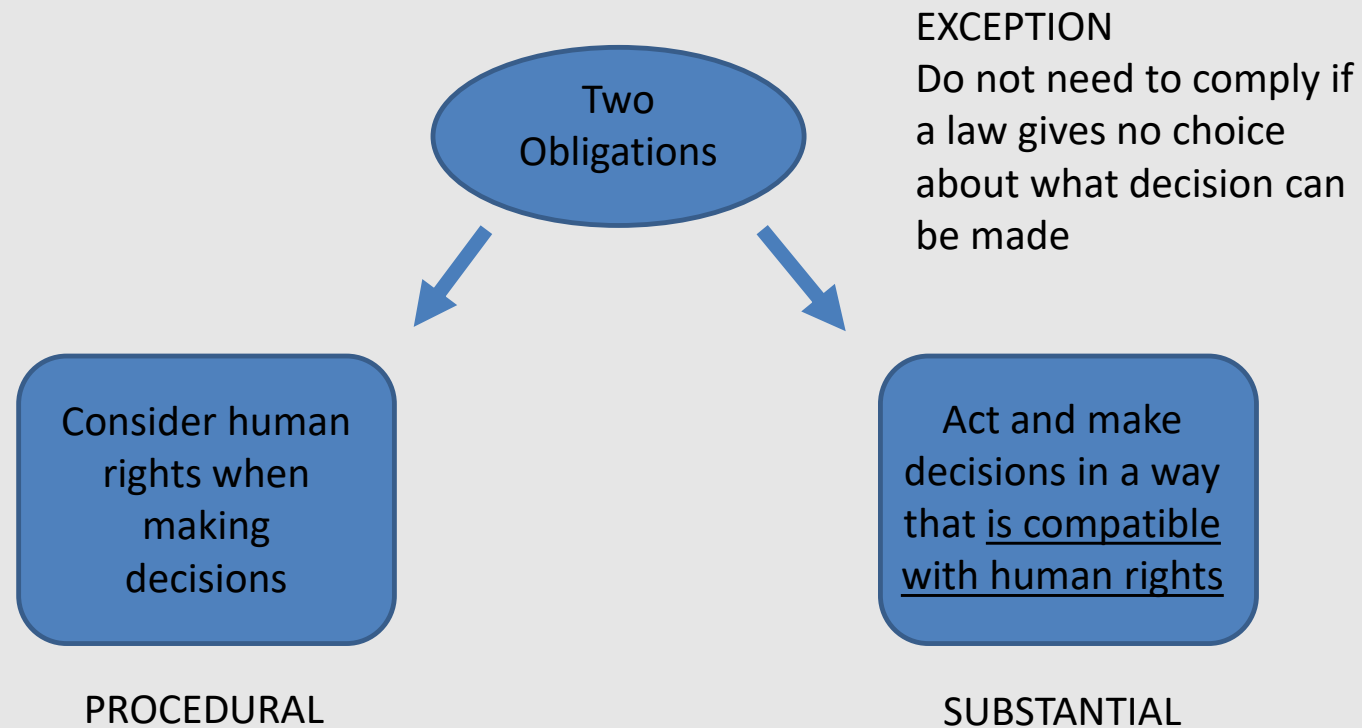 Two
Obligations
EXCEPTION
Do not need to comply if
a law gives no choice
about what decision can
be made
Consider human
rights when
making
decisions
PROCEDURAL
Act and make
decisions in a way
that is compatible
with human rights
SUBSTANTIAL